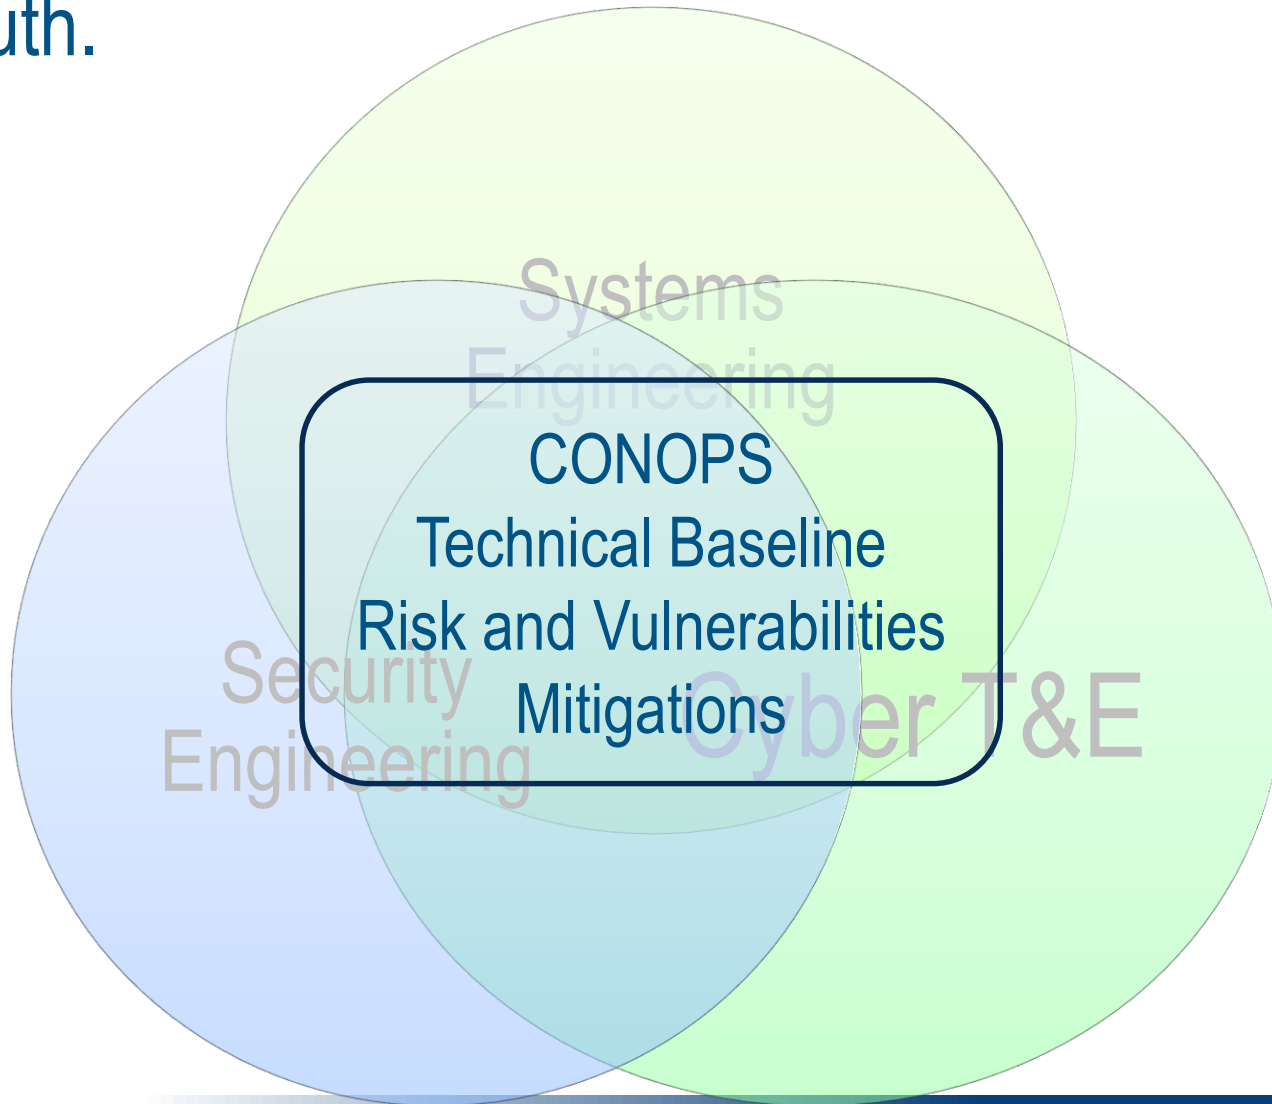 uth.
Systems
Engineering
CONOPS
Technical Baseline
Risk and Vulnerabilities
Mitigations
Security
Engineering
Cyber T&E